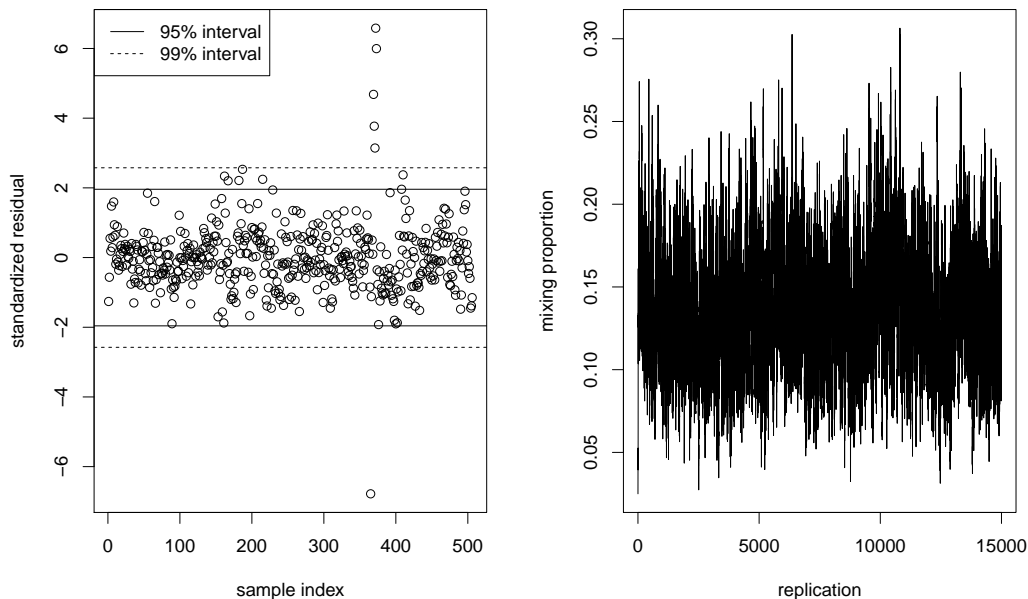 95% interval
99% interval
standardized residual
6
4
2
0
−2
−4
−6
0 100 200 300 400 500
sample index
mixing proportion
0.30
0.25
0.20
0.15
0.10
0.05
0 5000 10000 15000
replication